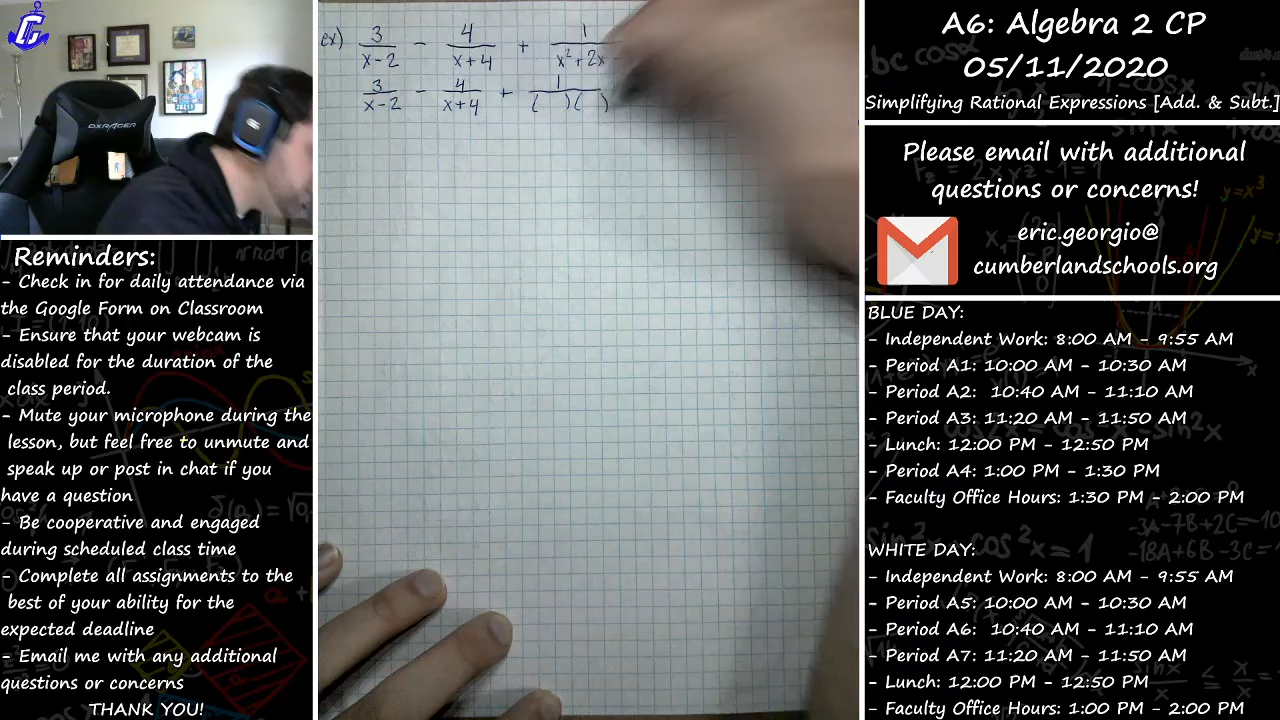 C
ex) 3/(x-2) - 4/(x+4) + 1/(x² + 2x
3/(x-2) - 4/(x+4) + 1/( )( )
DXRACER
Reminders:
- Check in for daily attendance via
the Google Form on Classroom
- Ensure that your webcam is
disabled for the duration of the
class period.
- Mute your microphone during the
lesson, but feel free to unmute and
speak up or post in chat if you
have a question
- Be cooperative and engaged
during scheduled class time
- Complete all assignments to the
best of your ability for the
expected deadline
- Email me with any additional
questions or concerns
THANK YOU!
A6: Algebra 2 CP
05/11/2020
Simplifying Rational Expressions [Add. & Subt.]
Please email with additional
questions or concerns!
eric.georgio@
cumberlandschools.org
BLUE DAY:
- Independent Work: 8:00 AM - 9:55 AM
- Period A1: 10:00 AM - 10:30 AM
- Period A2: 10:40 AM - 11:10 AM
- Period A3: 11:20 AM - 11:50 AM
- Lunch: 12:00 PM - 12:50 PM
- Period A4: 1:00 PM - 1:30 PM
- Faculty Office Hours: 1:30 PM - 2:00 PM
WHITE DAY:
- Independent Work: 8:00 AM - 9:55 AM
- Period A5: 10:00 AM - 10:30 AM
- Period A6: 10:40 AM - 11:10 AM
- Period A7: 11:20 AM - 11:50 AM
- Lunch: 12:00 PM - 12:50 PM
- Faculty Office Hours: 1:00 PM - 2:00 PM